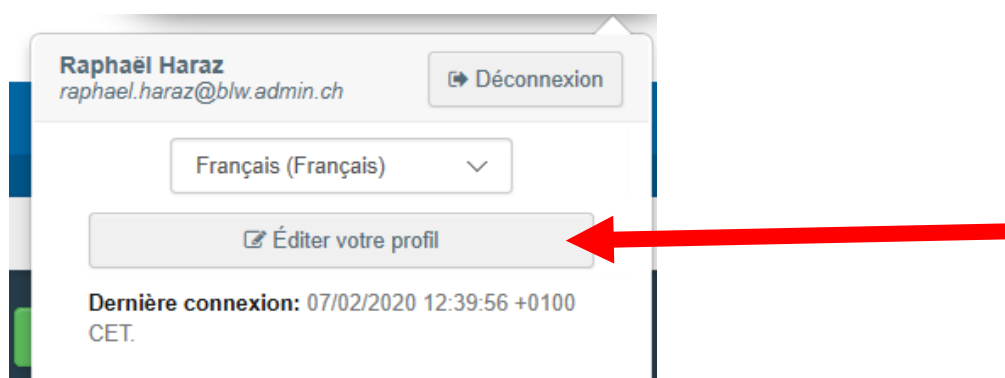 Raphaël Haraz
raphael.haraz@blw.admin.ch
Déconnexion
Français (Français)
Éditer votre profil
Dernière connexion: 07/02/2020 12:39:56 +0100
CET.